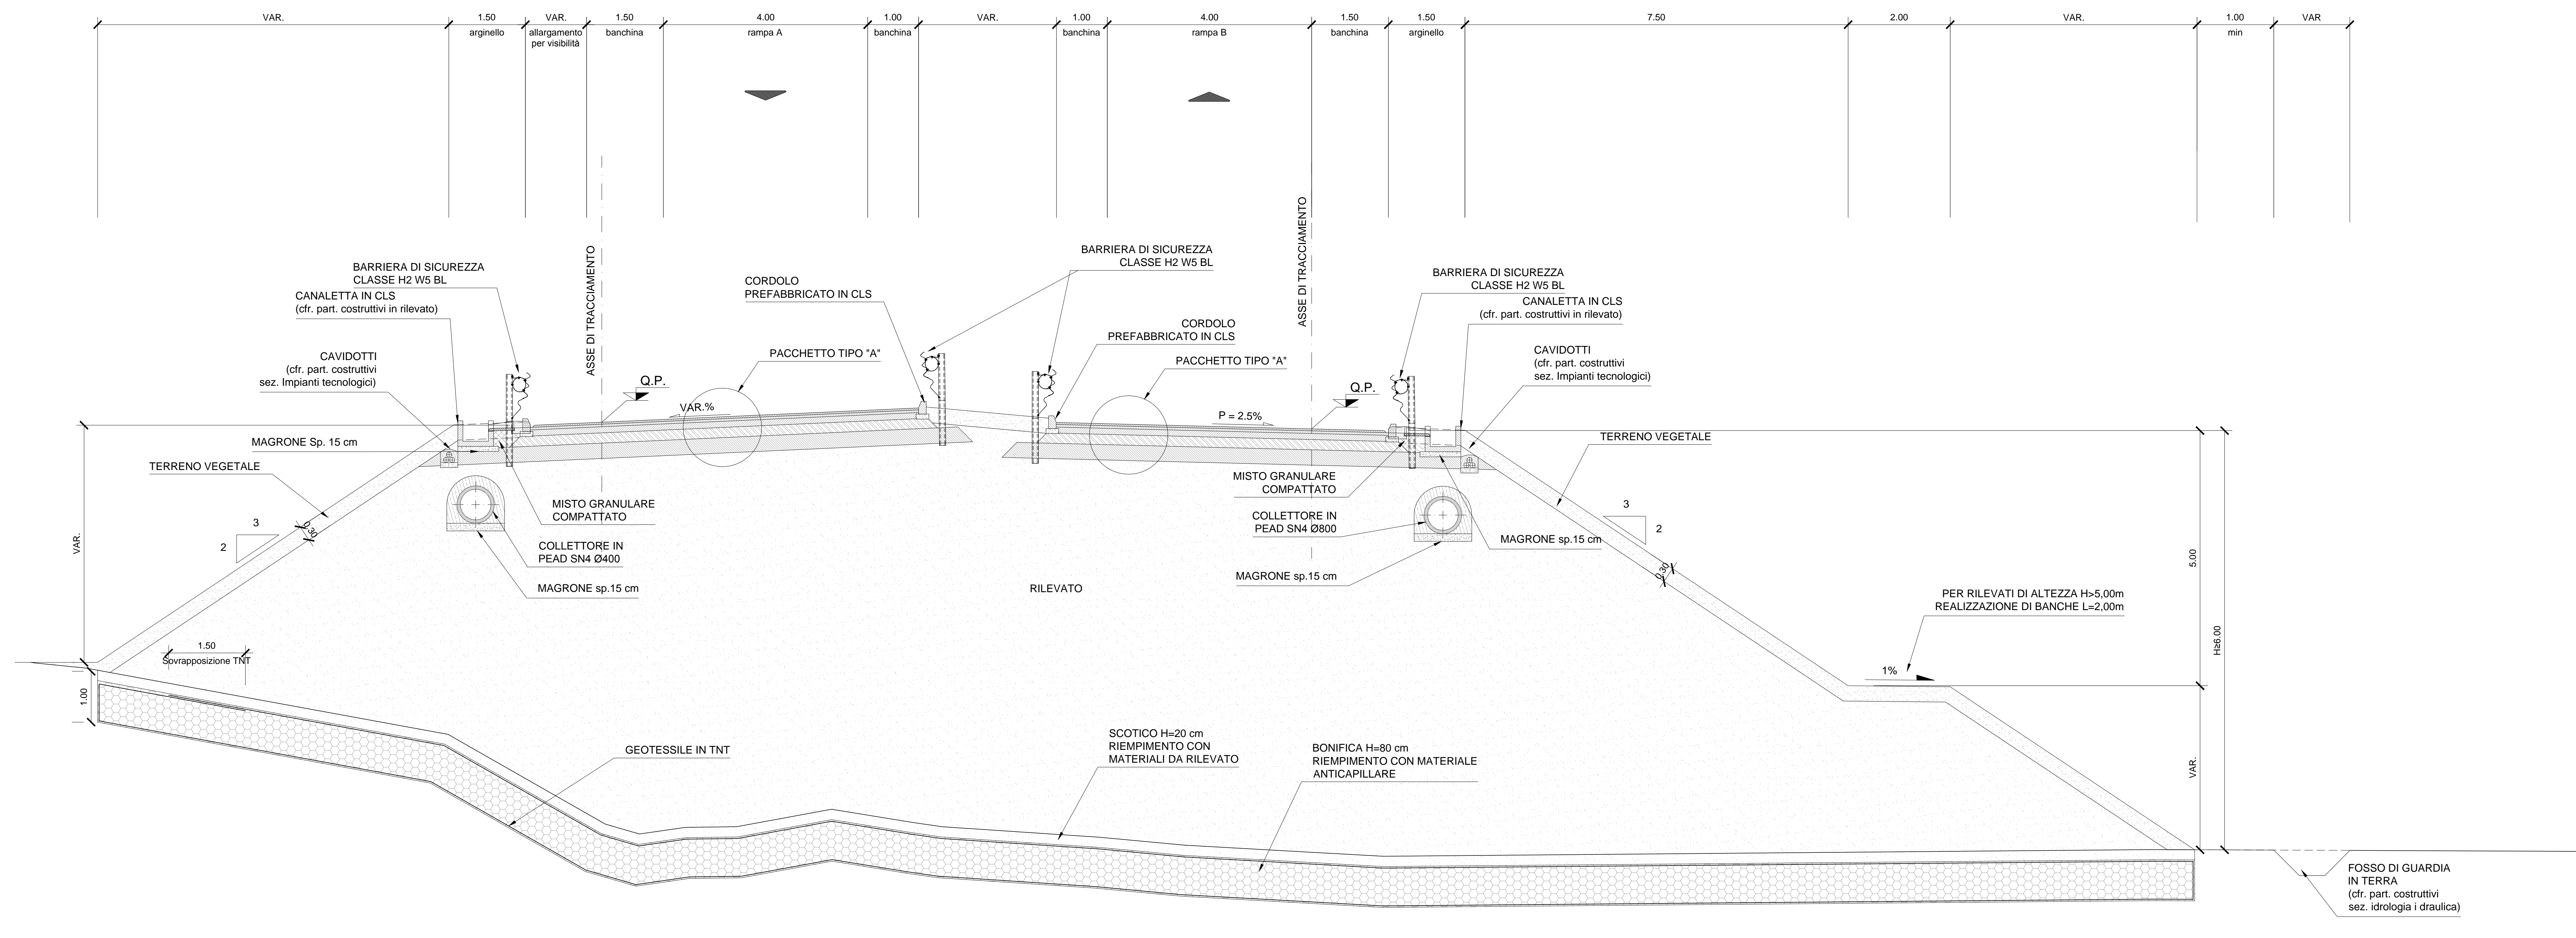 VAR.
1.50
VAR.
1.50
4.00
1.00
VAR.
1.00
4.00
1.50
1.50
7.50
2.00
VAR.
1.00
VAR
arginello
allargamento
per visibilità
banchina
rampa A
banchina
banchina
rampa B
banchina
arginello
min
ASSE DI TRACCIAMENTO
ASSE DI TRACCIAMENTO
BARRIERA DI SICUREZZA
CLASSE H2 W5 BL
CANALETTA IN CLS
(cfr. part. costruttivi in rilevato)
CAVIDOTTI
(cfr. part. costruttivi
sez. Impianti tecnologici)
MAGRONE Sp. 15 cm
TERRENO VEGETALE
CORDOLO
PREFABBRICATO IN CLS
PACCHETTO TIPO "A"
Q.P.
VAR.%
BARRIERA DI SICUREZZA
CLASSE H2 W5 BL
CORDOLO
PREFABBRICATO IN CLS
PACCHETTO TIPO "A"
P = 2.5%
Q.P.
BARRIERA DI SICUREZZA
CLASSE H2 W5 BL
CANALETTA IN CLS
(cfr. part. costruttivi in rilevato)
CAVIDOTTI
(cfr. part. costruttivi
sez. Impianti tecnologici)
TERRENO VEGETALE
MISTO GRANULARE
COMPATTATO
COLLETTORE IN
PEAD SN4 Ø400
MAGRONE sp.15 cm
MISTO GRANULARE
COMPATTATO
COLLETTORE IN
PEAD SN4 Ø800
MAGRONE sp.15 cm
MAGRONE sp.15 cm
RILEVATO
3
2
0.30
3
2
0.30
VAR.
1.00
1.50
Sovrapposizione TNT
5.00
H≥6.00
VAR.
PER RILEVATI DI ALTEZZA H>5,00m
REALIZZAZIONE DI BANCHE L=2,00m
1%
GEOTESSILE IN TNT
SCOTICO H=20 cm
RIEMPIMENTO CON
MATERIALI DA RILEVATO
BONIFICA H=80 cm
RIEMPIMENTO CON MATERIALE
ANTICAPILLARE
FOSSO DI GUARDIA
IN TERRA
(cfr. part. costruttivi
sez. idrologia i draulica)